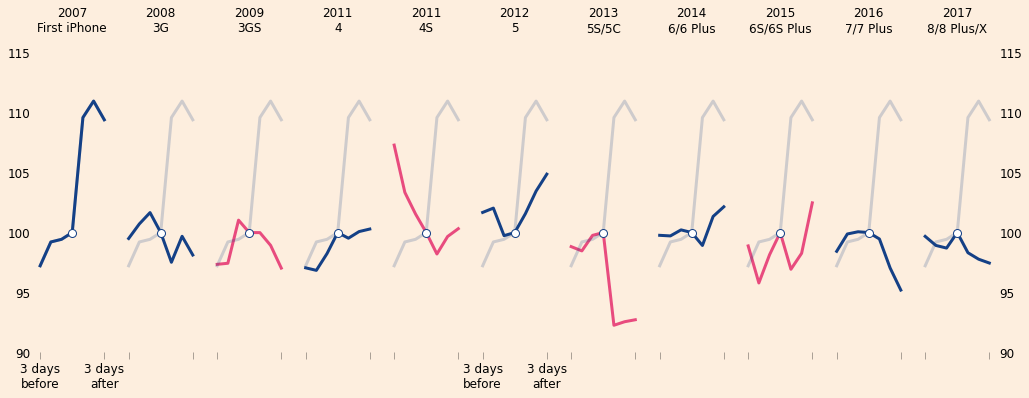 2007
First iPhone
2008
3G
2009
3GS
2011
4
2011
4S
2012
5
2013
5S/5C
2014
6/6 Plus
2015
6S/6S Plus
2016
7/7 Plus
2017
8/8 Plus/X
115 115
110 110
105 105
100 100
95 95
90 90
3 days
before
3 days
after
3 days
before
3 days
after